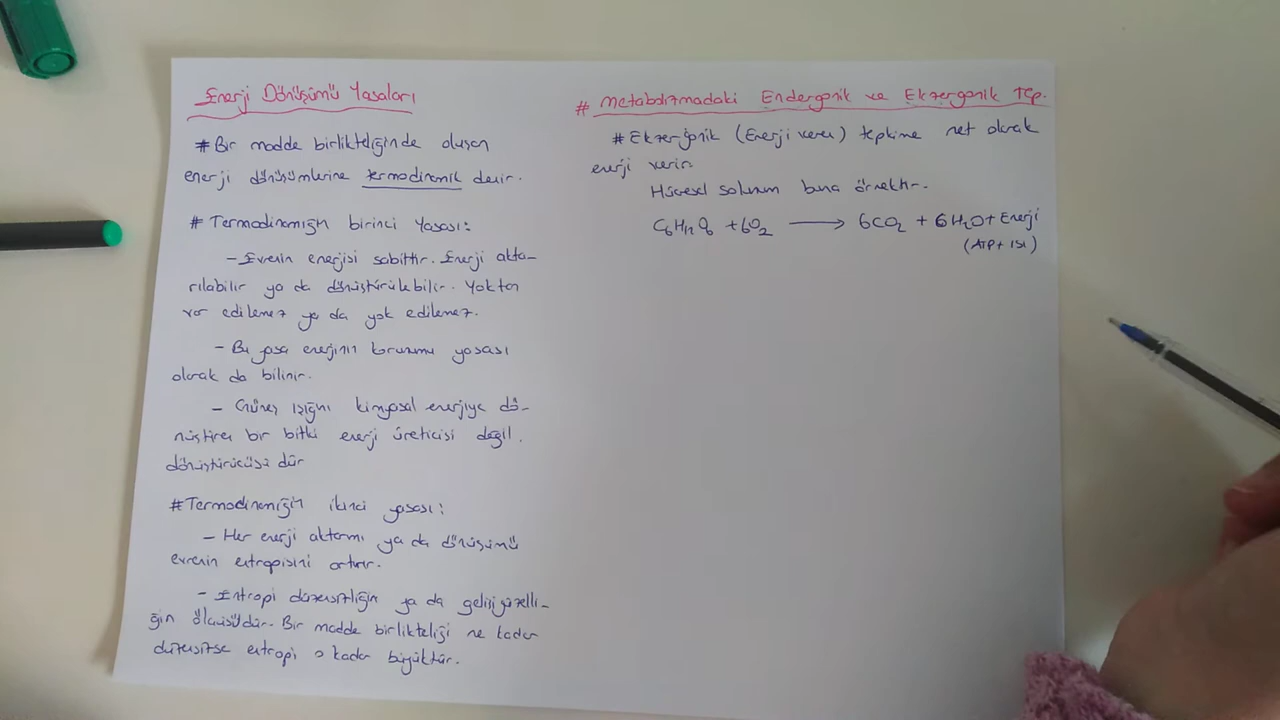 Enerji Dönüşümü Yasaları
# Bir madde birlikteliğinde oluşan
enerji dönüşümlerine termodinamik denir.
# Termodinamiğin birinci Yasası:
- Evrenin enerjisi sabittir. Enerji akta-
rılabilir ya da dönüştürülebilir. Yoktan
var edilemez ya da yok edilemez.
- Bu yasa enerjinin korunumu yasası
olarak da bilinir.
- Güneş ışığını kimyasal enerjiye dö-
nüştüren bir bitki enerji üreticisi değil,
dönüştürücüsü dür
# Termodinamiğin ikinci yasası:
- Her enerji aktarımı ya da dönüşümü
evrenin entropisini artırır.
- Entropi düzensizliğin ya da gelişigüzelli-
ğin ölçüsüdür. Bir madde birlikteliği ne kadar
düzensizse entropi o kadar büyüktür.
# Metabolizmadaki Endergonik ve Ekzergonik tep.
# Ekzerjonik (Enerji veren) tepkime net olarak
enerji verir.
Hücresel solunum buna örnektir.
C₆H₁₂O₆ + 6O₂ → 6CO₂ + 6H₂O + Enerji
(ATP + ISI)